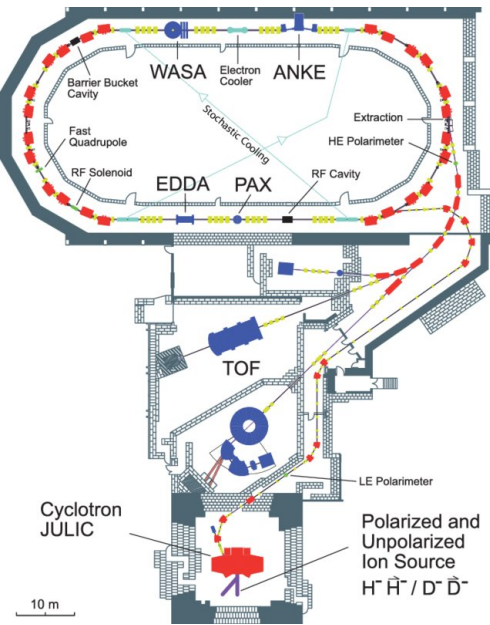 WASA
Electron
Cooler
ANKE
Barrier Bucket
Cavity
Extraction
Fast
Quadrupole
HE Polarimeter
Stochastic Cooling
RF Solenoid
EDDA
PAX
RF Cavity
TOF
LE Polarimeter
Cyclotron
JULIC
Polarized and
Unpolarized
Ion Source
H⁻ H⃗⁻ / D⁻ D⃗⁻
10 m